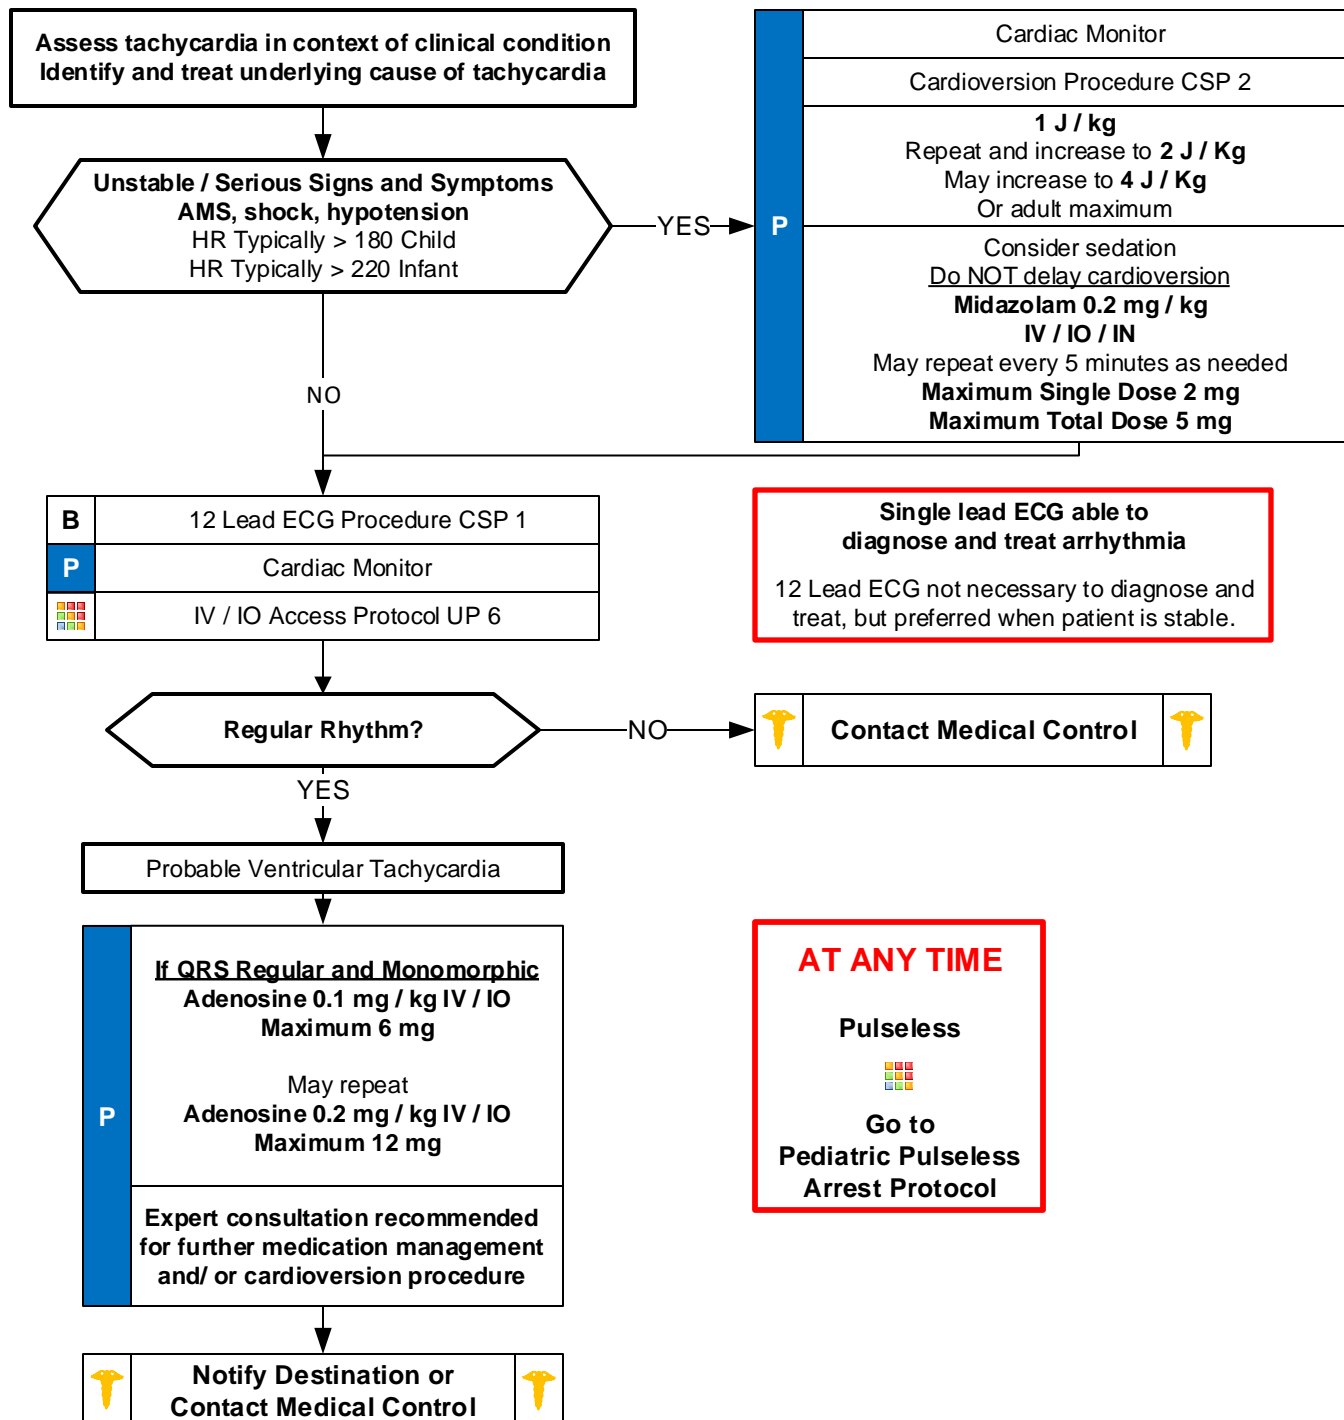 Assess tachycardia in context of clinical condition
Identify and treat underlying cause of tachycardia
Unstable / Serious Signs and Symptoms
AMS, shock, hypotension
HR Typically > 180 Child
HR Typically > 220 Infant
YES
P
Cardiac Monitor
Cardioversion Procedure CSP 2
1 J / kg
Repeat and increase to 2 J / Kg
May increase to 4 J / Kg
Or adult maximum
Consider sedation
Do NOT delay cardioversion
Midazolam 0.2 mg / kg
IV / IO / IN
May repeat every 5 minutes as needed
Maximum Single Dose 2 mg
Maximum Total Dose 5 mg
NO
B
12 Lead ECG Procedure CSP 1
P
Cardiac Monitor
IV / IO Access Protocol UP 6
Single lead ECG able to
diagnose and treat arrhythmia
12 Lead ECG not necessary to diagnose and
treat, but preferred when patient is stable.
Regular Rhythm?
NO
Contact Medical Control
YES
Probable Ventricular Tachycardia
P
If QRS Regular and Monomorphic
Adenosine 0.1 mg / kg IV / IO
Maximum 6 mg
May repeat
Adenosine 0.2 mg / kg IV / IO
Maximum 12 mg
Expert consultation recommended
for further medication management
and/ or cardioversion procedure
AT ANY TIME
Pulseless
Go to
Pediatric Pulseless
Arrest Protocol
Notify Destination or
Contact Medical Control